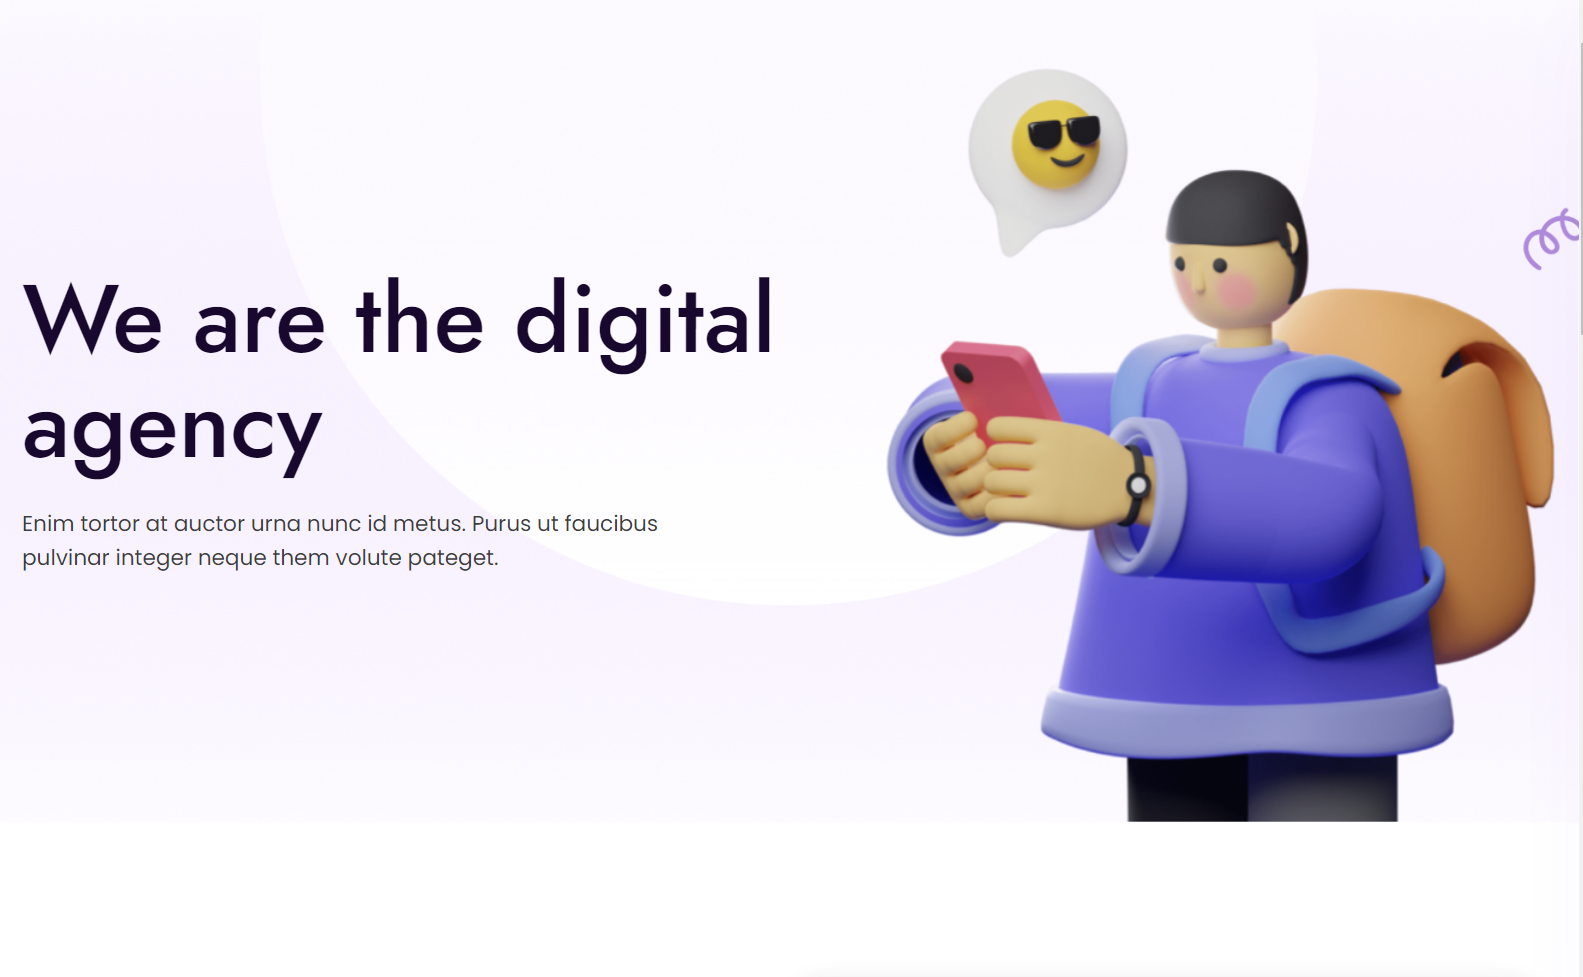 We are the digital
agency
Enim tortor at auctor urna nunc id metus. Purus ut faucibus
pulvinar integer neque them volute pateget.